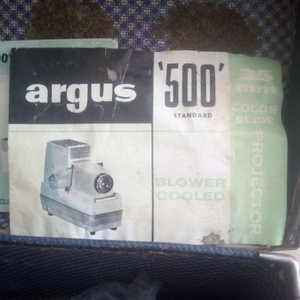 argus
'500'
STANDARD
BLOWER
COOLED
35
mm
COLOR
SLIDE
PROJECTOR